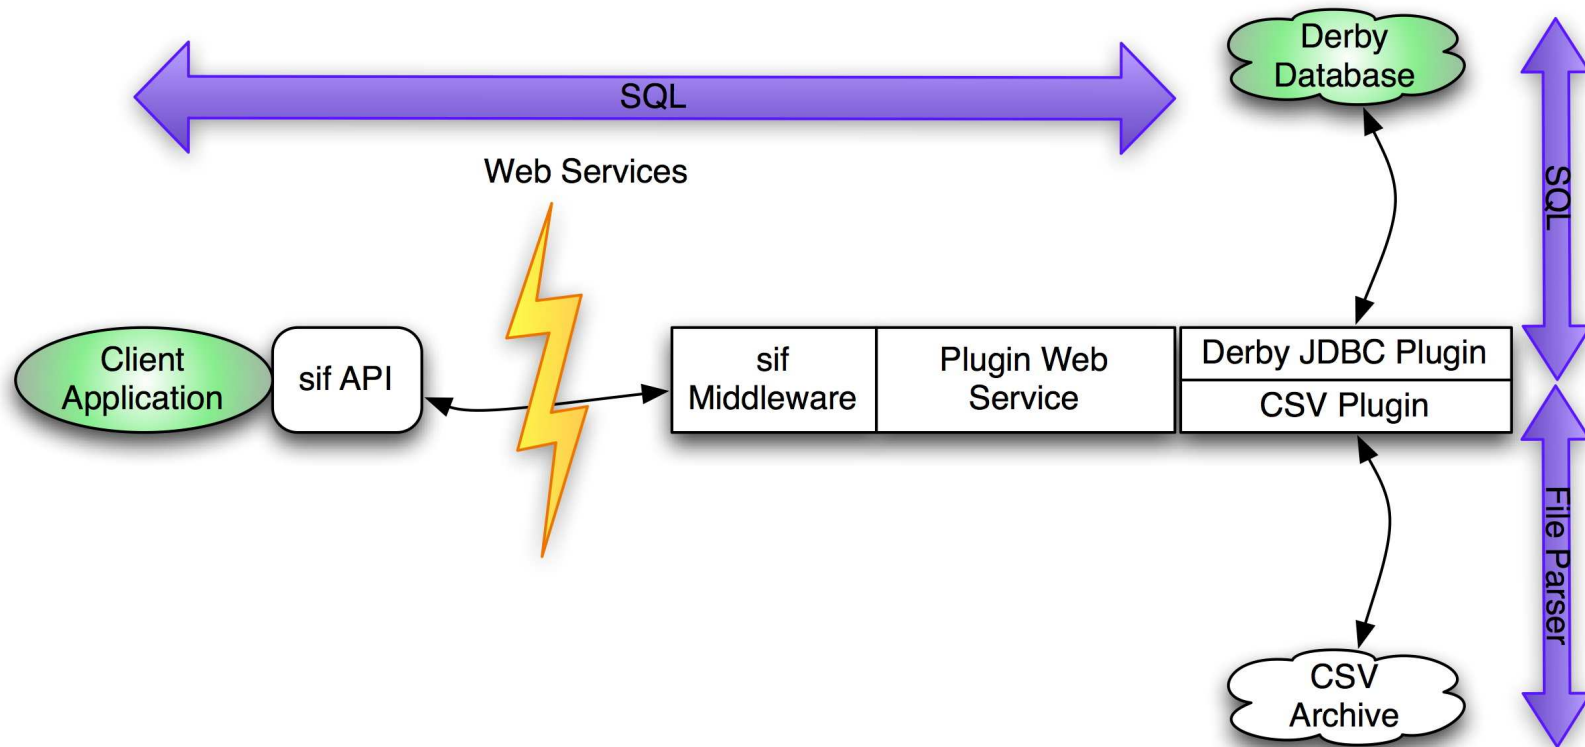 Derby
Database
SQL
SQL
Web Services
Client
Application
sif API
sif
Middleware
Plugin Web
Service
Derby JDBC Plugin
CSV Plugin
File Parser
CSV
Archive